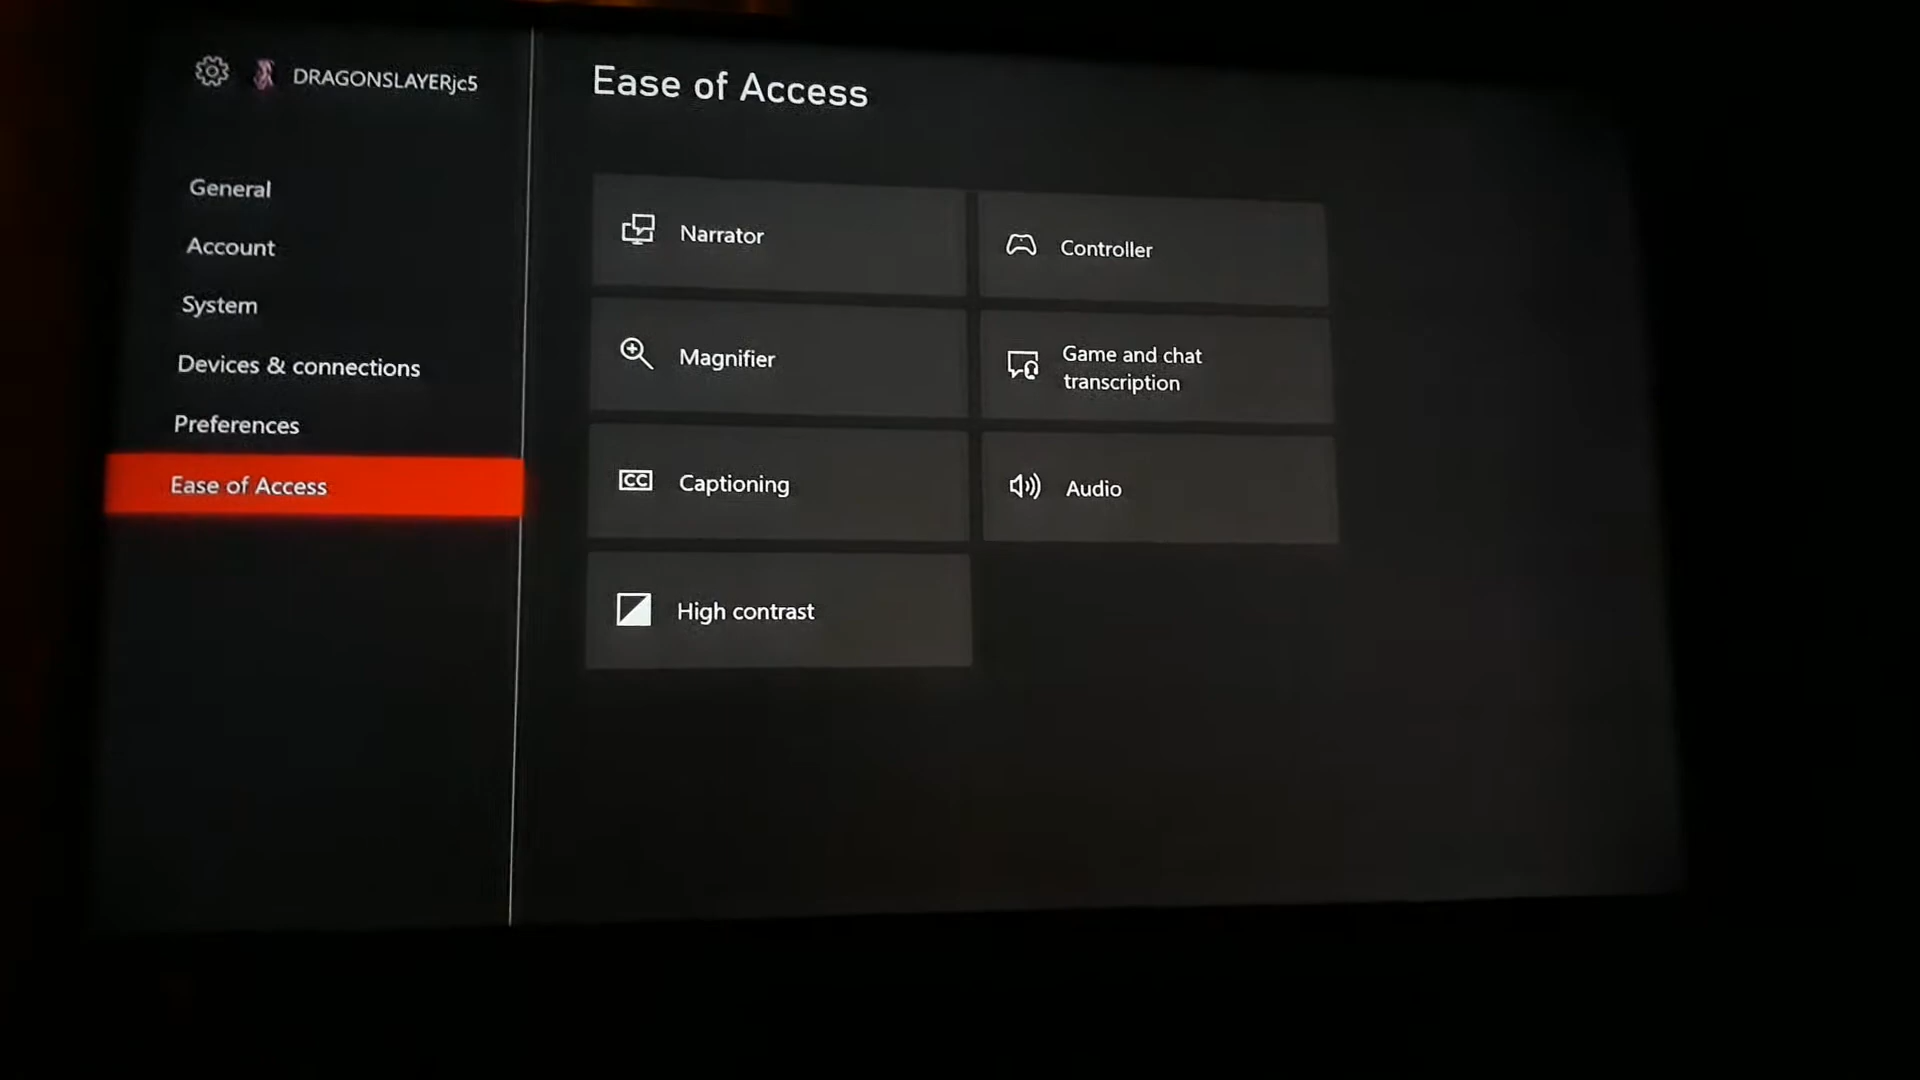 DRAGONSLAYERjc5
General
Account
System
Devices & connections
Preferences
Ease of Access
Ease of Access
Narrator
Magnifier
CC Captioning
High contrast
Controller
Game and chat
transcription
Audio